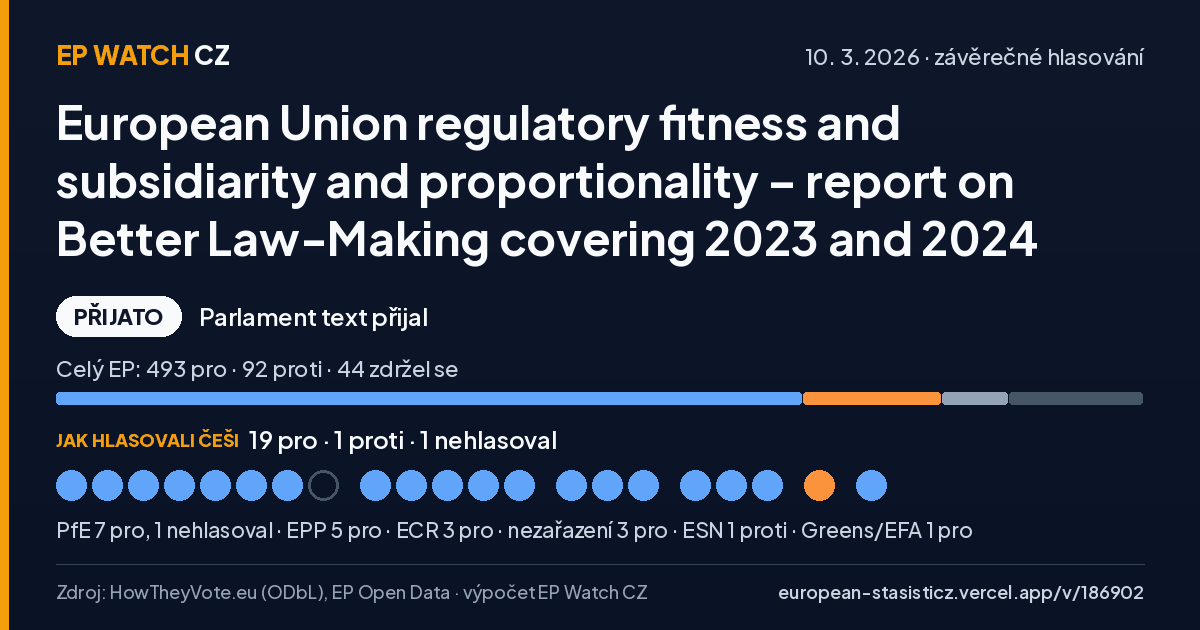 EP WATCH CZ
10. 3. 2026 · závěrečné hlasování
European Union regulatory fitness and
subsidiarity and proportionality – report on
Better Law-Making covering 2023 and 2024
PŘIJATO Parlament text přijal
Celý EP: 493 pro · 92 proti · 44 zdržel se
JAK HLASOVALI ČEŠI 19 pro · 1 proti · 1 nehlasoval
PfE 7 pro, 1 nehlasoval · EPP 5 pro · ECR 3 pro · nezařazení 3 pro · ESN 1 proti · Greens/EFA 1 pro
Zdroj: HowTheyVote.eu (ODbL), EP Open Data · výpočet EP Watch CZ
european-stasisticz.vercel.app/v/186902